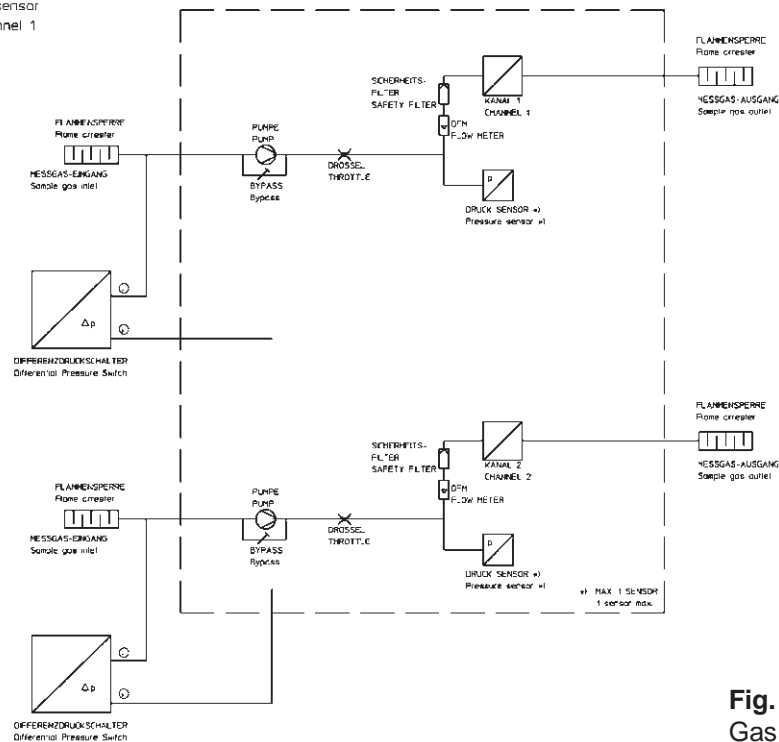 sensor
nnel 1
FLAMMENSPERRE
Flame arrester
MESSGAS-AUSGANG
Sample gas outlet
SICHERHEITS-
FILTER
SAFETY FILTER
KANAL 1
CHANNEL 1
DFM
FLOW METER
FLAMMENSPERRE
Flame arrester
MESSGAS-EINGANG
Sample gas inlet
PUMPE
PUMP
BYPASS
Bypass
DROSSEL
THROTTLE
p
DRUCK SENSOR *)
Pressure sensor *)
Δp
DIFFERENZDRUCKSCHALTER
Differential Pressure Switch
FLAMMENSPERRE
Flame arrester
MESSGAS-AUSGANG
Sample gas outlet
SICHERHEITS-
FILTER
SAFETY FILTER
KANAL 2
CHANNEL 2
DFM
FLOW METER
FLAMMENSPERRE
Flame arrester
MESSGAS-EINGANG
Sample gas inlet
PUMPE
PUMP
BYPASS
Bypass
DROSSEL
THROTTLE
p
DRUCK SENSOR *)
Pressure sensor *)
*) MAX 1 SENSOR
1 sensor max.
Δp
DIFFERENZDRUCKSCHALTER
Differential Pressure Switch
Fig.
Gas